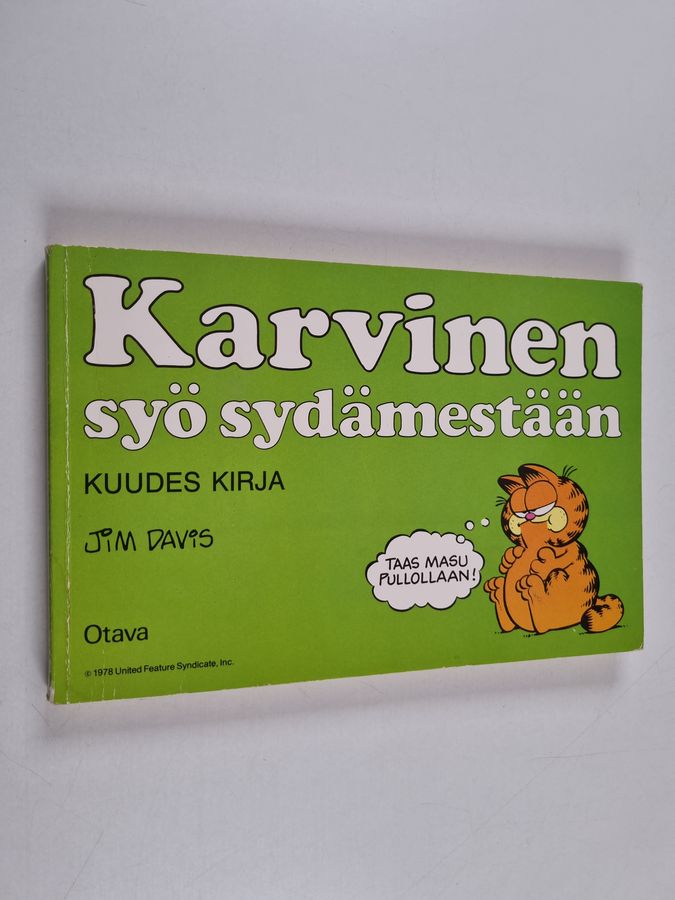 Karvinen
syö sydämestään
KUUDES KIRJA
JIM DAVIS
TAAS MASU
PULLOLLAAN!
Otava
© 1978 United Feature Syndicate, Inc.